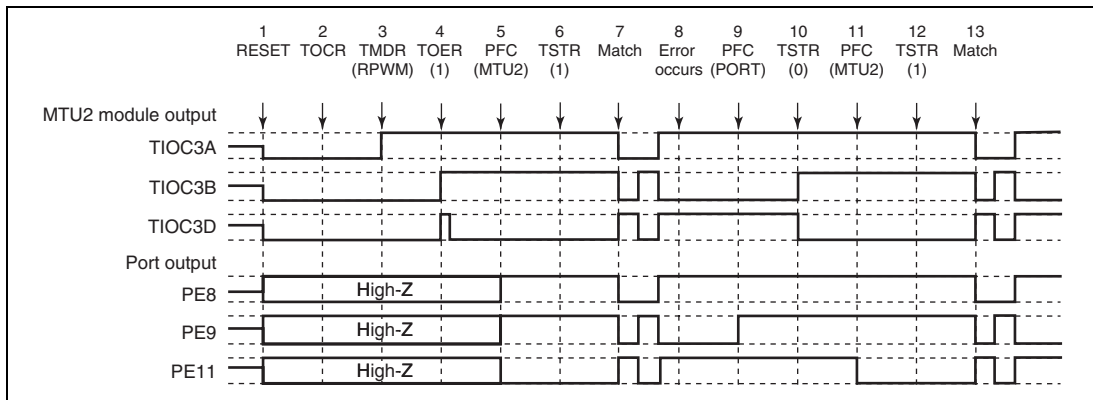 1 2 3 4 5 6 7 8 9 10 11 12 13
RESET TOCR TMDR TOER PFC TSTR Match Error PFC TSTR PFC TSTR Match
(RPWM) (1) (MTU2) (1) occurs (PORT) (0) (MTU2) (1)
MTU2 module output
TIOC3A
TIOC3B
TIOC3D
Port output
PE8 High-Z
PE9 High-Z
PE11 High-Z